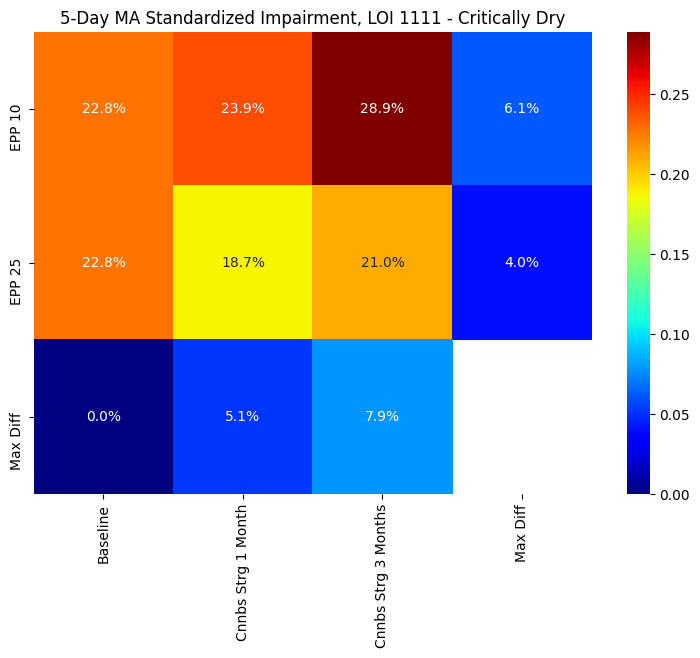 5-Day MA Standardized Impairment, LOI 1111 - Critically Dry
EPP 10
22.8%
23.9%
28.9%
6.1%
EPP 25
22.8%
18.7%
21.0%
4.0%
Max Diff
0.0%
5.1%
7.9%
Baseline
Cnnbs Strg 1 Month
Cnnbs Strg 3 Months
Max Diff
0.25
0.20
0.15
0.10
0.05
0.00